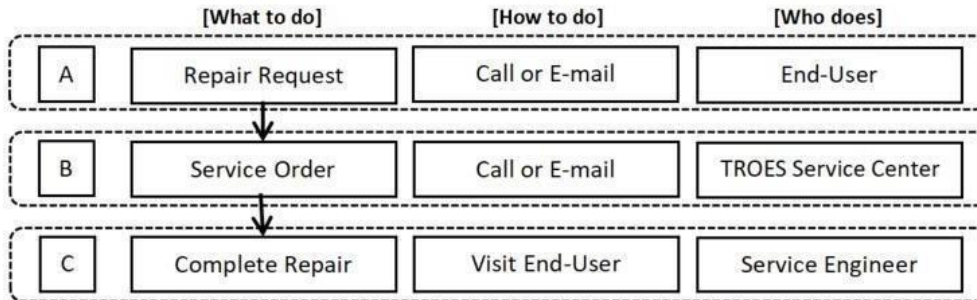 [What to do] [How to do] [Who does]
A Repair Request Call or E-mail End-User
B Service Order Call or E-mail TROES Service Center
C Complete Repair Visit End-User Service Engineer